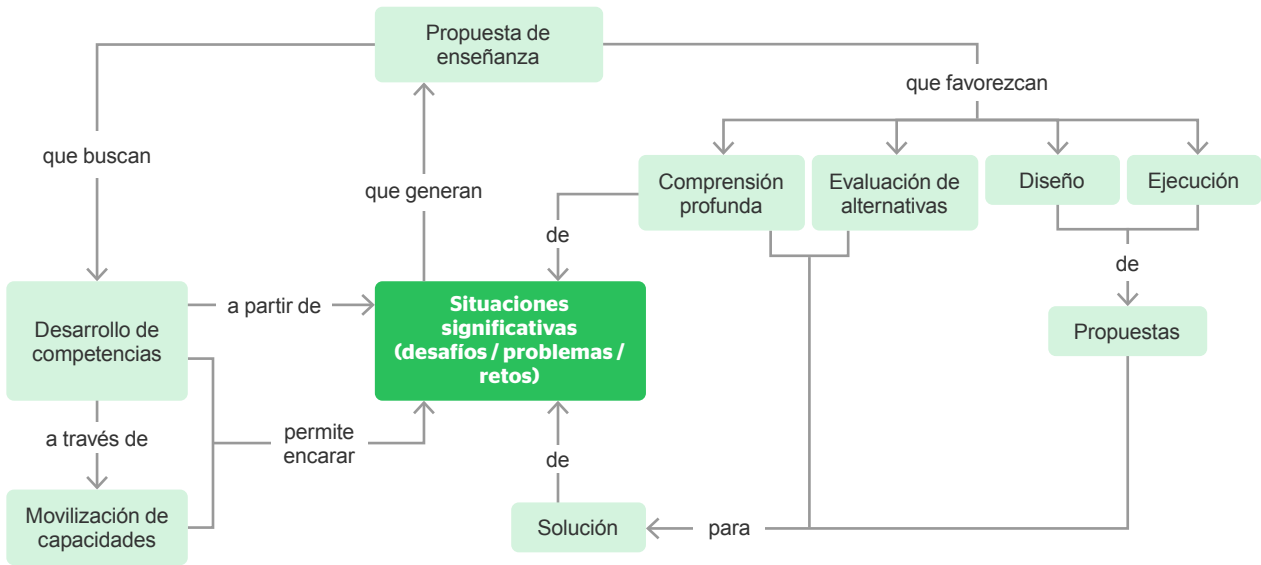 Propuesta de
enseñanza
que favorezcan
que buscan
que generan
Comprensión
profunda
Evaluación de
alternativas
Diseño
Ejecución
de
de
a partir de
Situaciones
significativas
(desafíos / problemas /
retos)
Desarrollo de
competencias
Propuestas
a través de
permite
encarar
de
Movilización de
capacidades
Solución
para